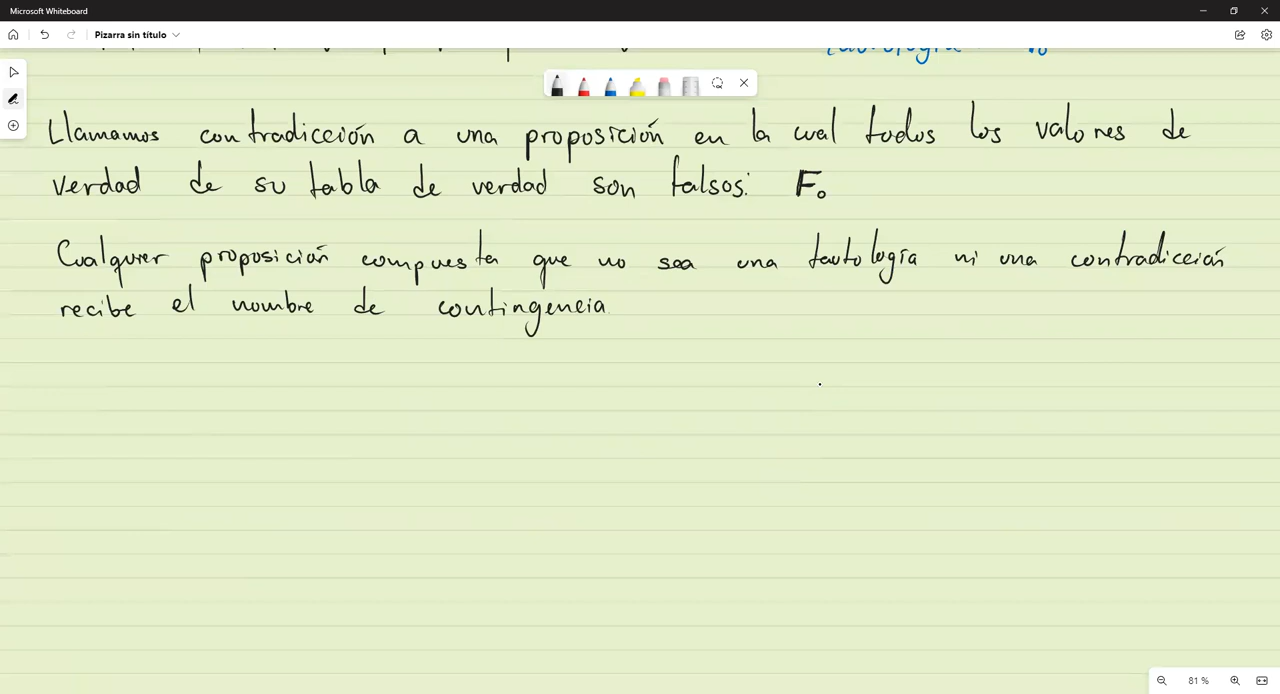 Microsoft Whiteboard
Pizarra sin título
tautología
Llamamos contradicción a una proposición en la cual todos los valores de
verdad de su tabla de verdad son falsos: F₀
Cualquier proposición compuesta que no sea una tautología ni una contradicción
recibe el nombre de contingencia.
81 %